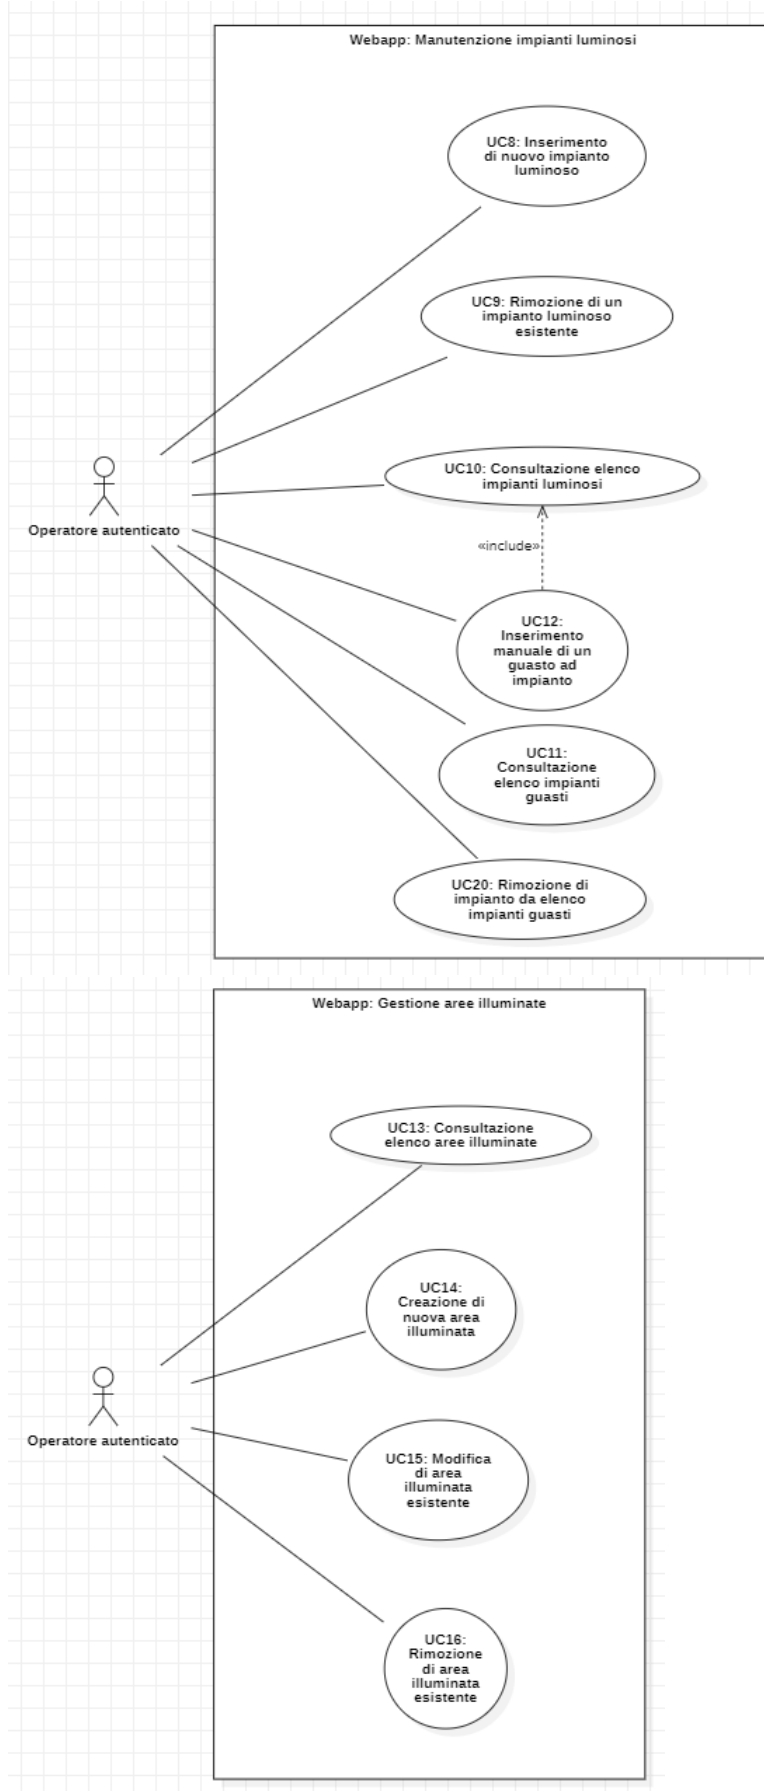 Webapp: Manutenzione impianti luminosi
UC8: Inserimento
di nuovo impianto
luminoso
UC9: Rimozione di un
impianto luminoso
esistente
UC10: Consultazione elenco
impianti luminosi
Operatore autenticato
«include»
UC12:
Inserimento
manuale di un
guasto ad
impianto
UC11:
Consultazione
elenco impianti
guasti
UC20: Rimozione di
impianto da elenco
impianti guasti
Webapp: Gestione aree illuminate
UC13: Consultazione
elenco aree illuminate
UC14:
Creazione di
nuova area
illuminata
Operatore autenticato
UC15: Modifica
di area
illuminata
esistente
UC16:
Rimozione
di area
illuminata
esistente